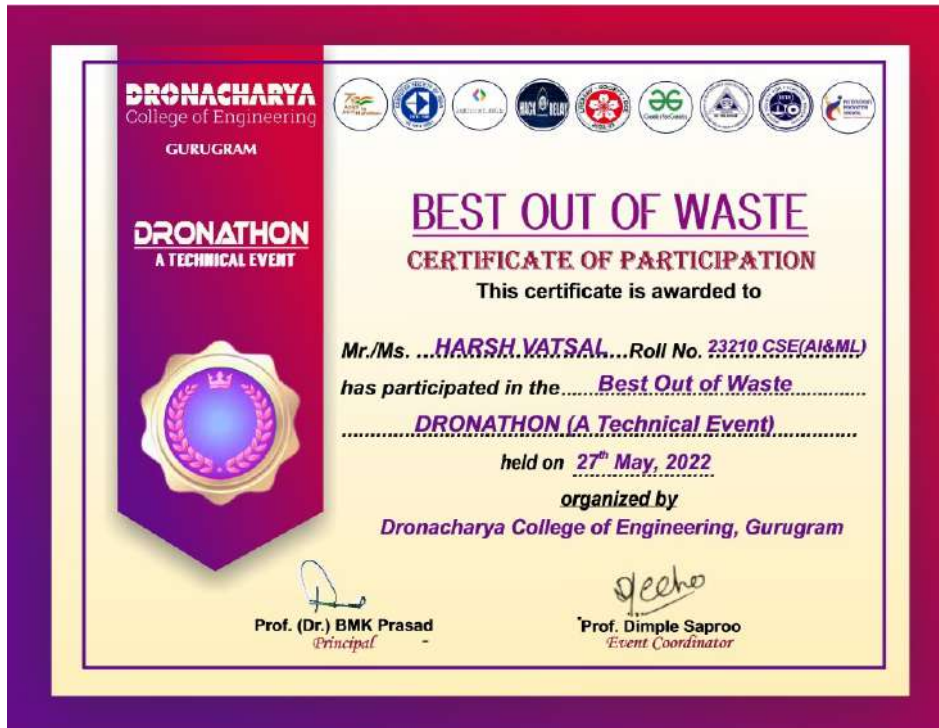 DRONACHARYA
College of Engineering
GURUGRAM
DRONATHON
A TECHNICAL EVENT
HACK DELAY
GeeksforGeeks
BEST OUT OF WASTE
CERTIFICATE OF PARTICIPATION
This certificate is awarded to
Mr./Ms. ...HARSH VATSAL...Roll No. 23210 CSE(AI&ML)
has participated in the......Best Out of Waste
DRONATHON (A Technical Event)
held on 27th May, 2022
organized by
Dronacharya College of Engineering, Gurugram
Prof. (Dr.) BMK Prasad
Principal
Prof. Dimple Saproo
Event Coordinator